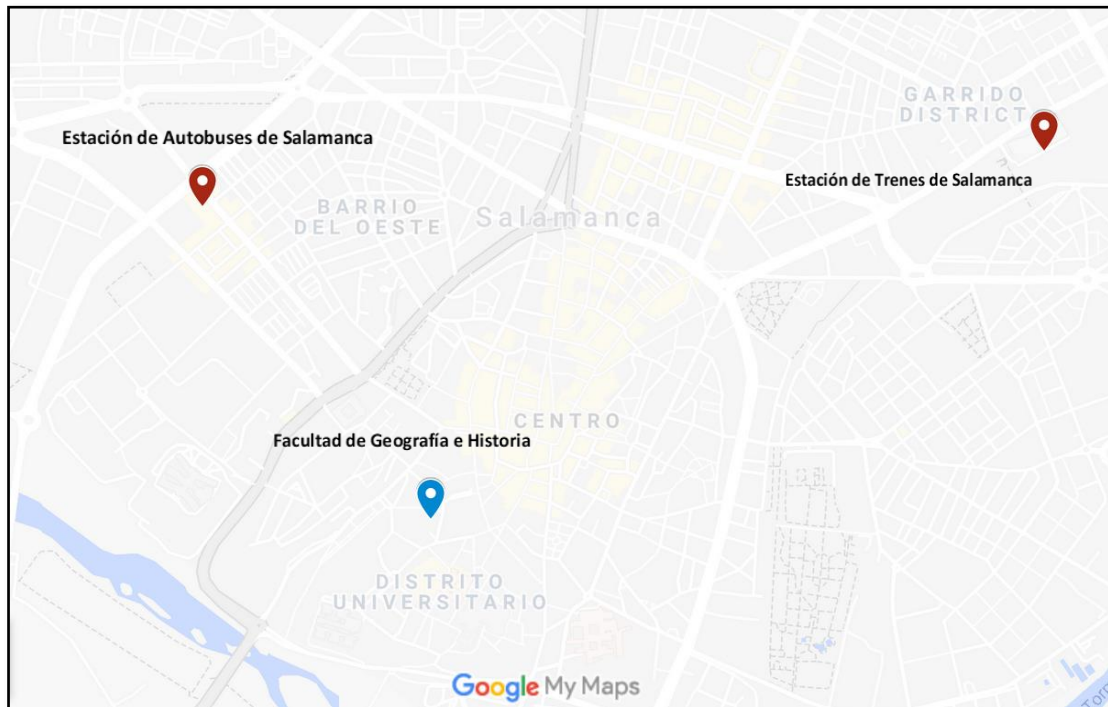 GARRIDO
DISTRICT
Estación de Autobuses de Salamanca
Estación de Trenes de Salamanca
BARRIO
DEL OESTE
Salamanca
CENTRO
Facultad de Geografía e Historia
DISTRITO
UNIVERSITARIO
Google My Maps